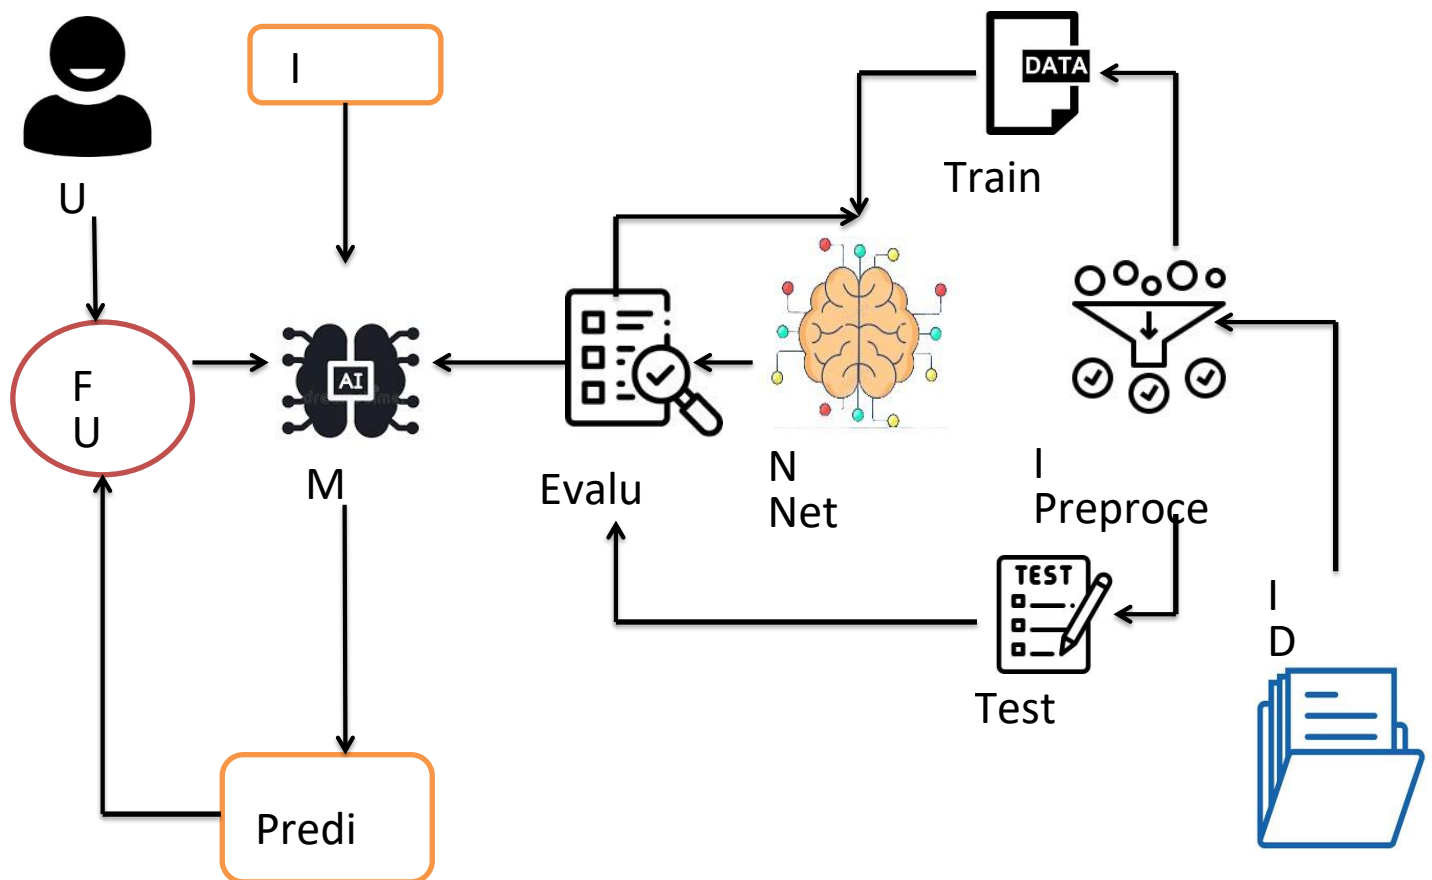 I
DATA
Train
U
F
U
AI
M
Evalu
N
Net
I
Preproce
TEST
Test
I
D
Predi